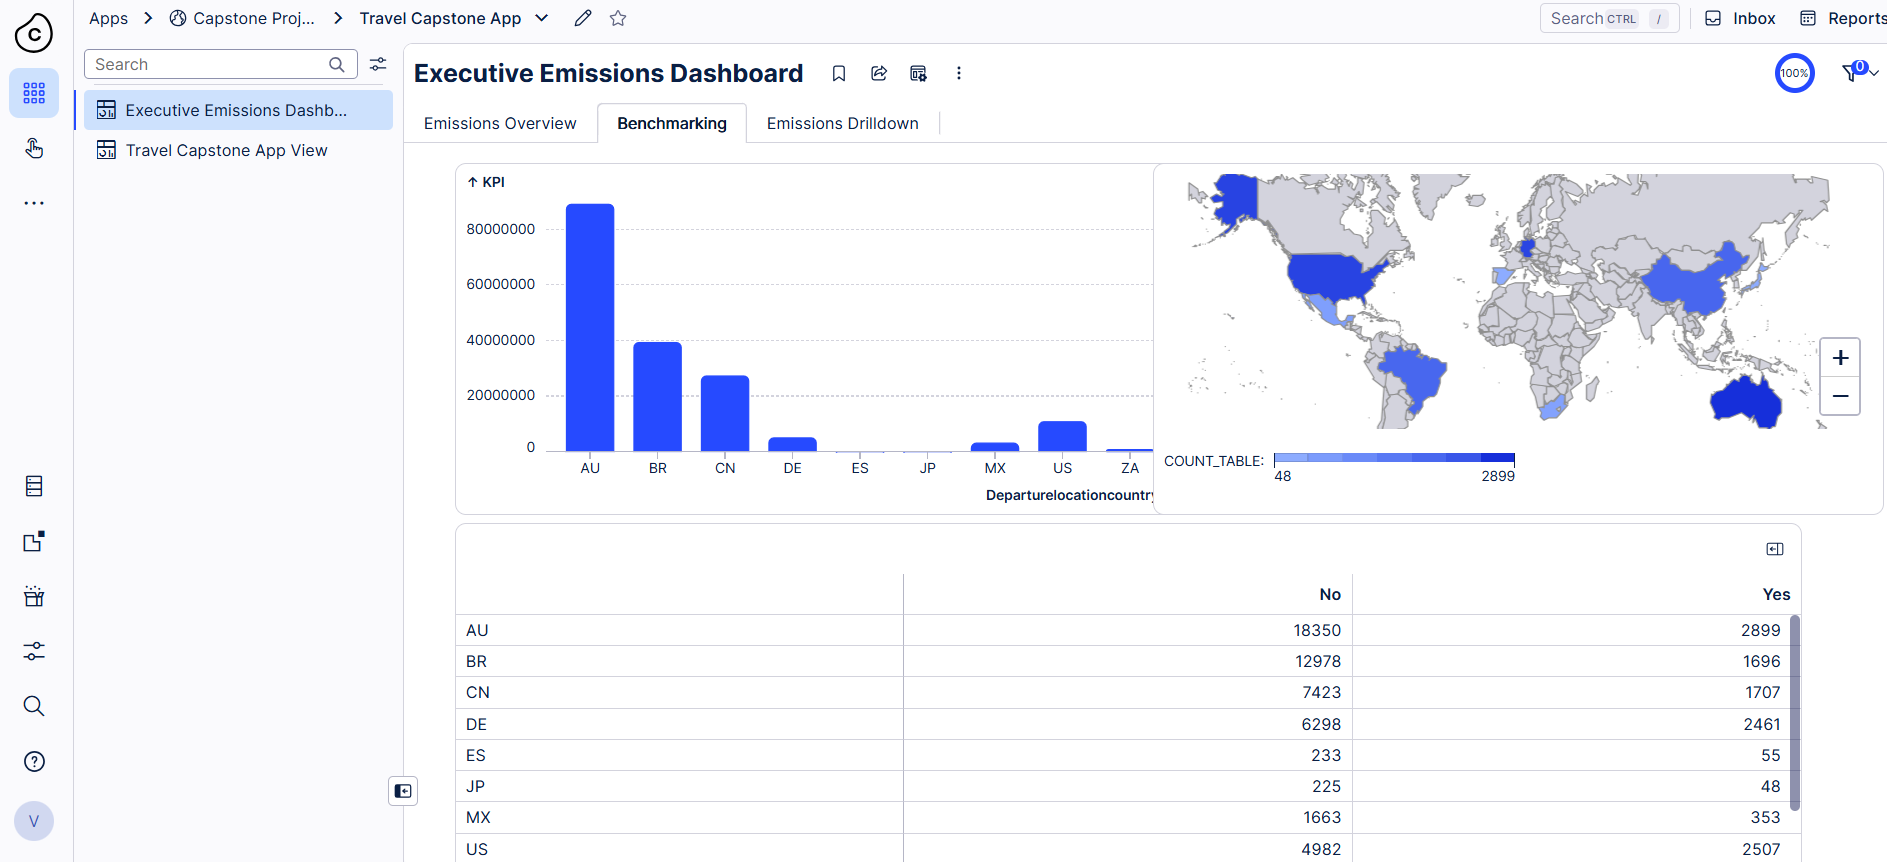 Apps > Capstone Proj... > Travel Capstone App
Search CTRL /
Inbox
Reports
C
Search
Executive Emissions Dashb...
Travel Capstone App View
Executive Emissions Dashboard
100%
0
Emissions Overview
Benchmarking
Emissions Drilldown
↑ KPI
80000000
60000000
40000000
20000000
0
AU BR CN DE ES JP MX US ZA
Departurelocationcountry
+
−
COUNT_TABLE:
48 2899
No Yes
AU 18350 2899
BR 12978 1696
CN 7423 1707
DE 6298 2461
ES 233 55
JP 225 48
MX 1663 353
US 4982 2507
V